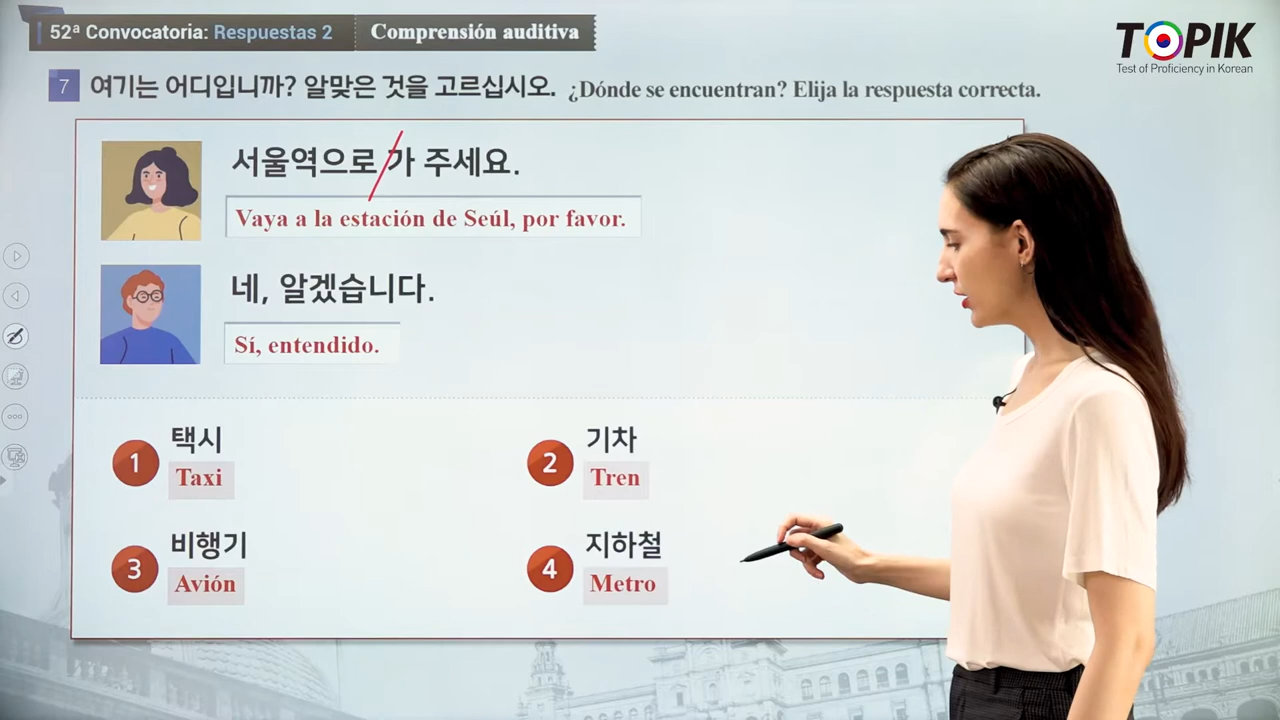 52ª Convocatoria: Respuestas 2 Comprensión auditiva
TOPIK
Test of Proficiency in Korean
7 여기는 어디입니까? 알맞은 것을 고르십시오. ¿Dónde se encuentran? Elija la respuesta correcta.
서울역으로 가 주세요.
Vaya a la estación de Seúl, por favor.
네, 알겠습니다.
Sí, entendido.
1 택시
Taxi
2 기차
Tren
3 비행기
Avión
4 지하철
Metro